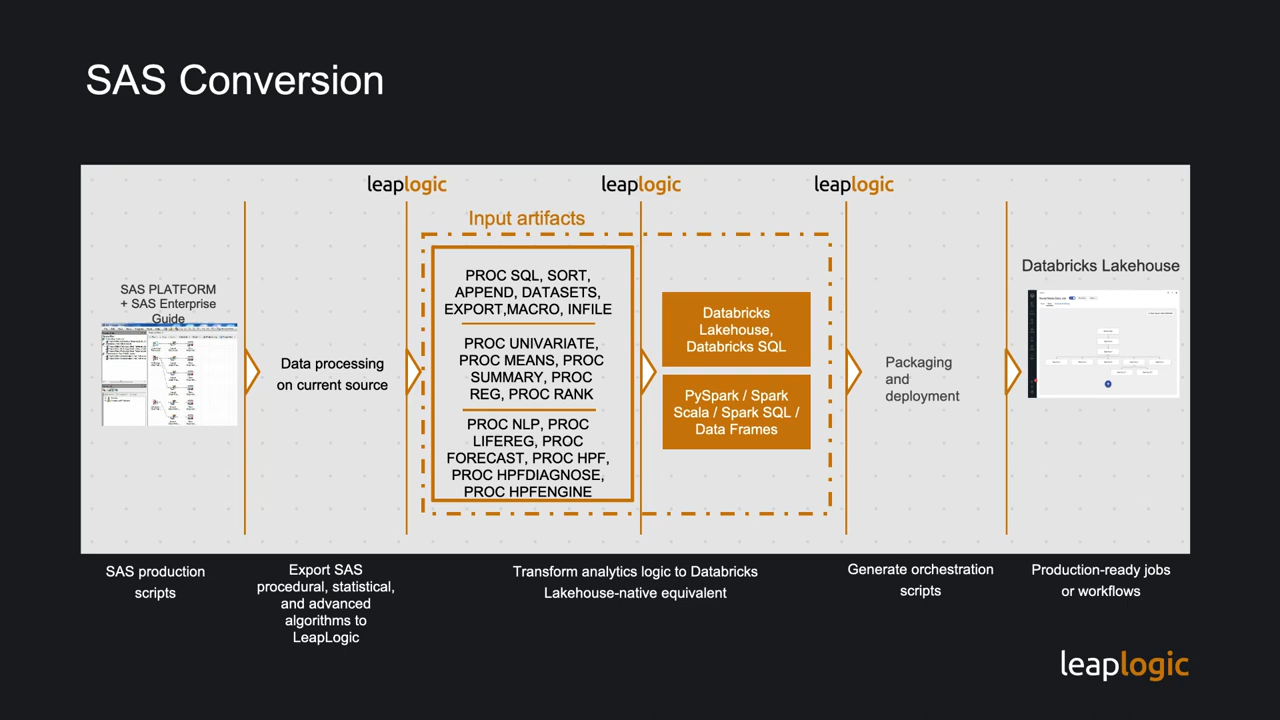 SAS Conversion
leaplogic
leaplogic
leaplogic
Input artifacts
SAS PLATFORM
+ SAS Enterprise
Guide
Data processing
on current source
PROC SQL, SORT,
APPEND, DATASETS,
EXPORT,MACRO, INFILE
PROC UNIVARIATE,
PROC MEANS, PROC
SUMMARY, PROC
REG, PROC RANK
PROC NLP, PROC
LIFEREG, PROC
FORECAST, PROC HPF,
PROC HPFDIAGNOSE,
PROC HPFENGINE
Databricks
Lakehouse,
Databricks SQL
PySpark / Spark
Scala / Spark SQL /
Data Frames
Packaging
and
deployment
Databricks Lakehouse
SAS production
scripts
Export SAS
procedural, statistical,
and advanced
algorithms to
LeapLogic
Transform analytics logic to Databricks
Lakehouse-native equivalent
Generate orchestration
scripts
Production-ready jobs
or workflows
leaplogic